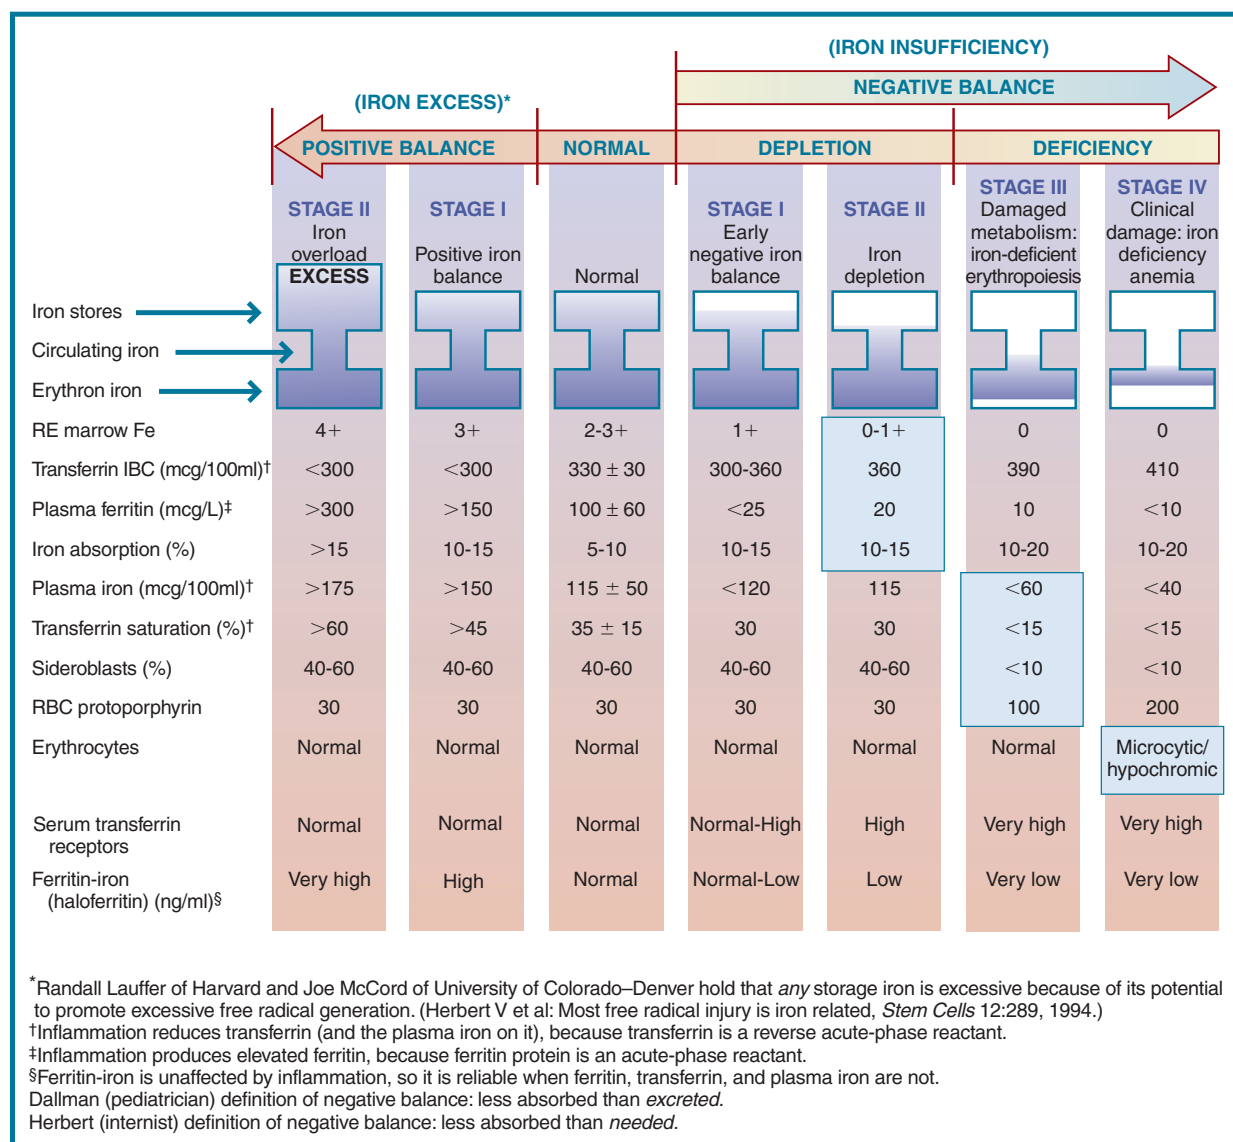 (IRON INSUFFICIENCY)
NEGATIVE BALANCE
(IRON EXCESS)*
POSITIVE BALANCE NORMAL DEPLETION DEFICIENCY
STAGE II
Iron
overload
EXCESS
STAGE I
Positive iron
balance
Normal
STAGE I
Early
negative iron
balance
STAGE II
Iron
depletion
STAGE III
Damaged
metabolism:
iron-deficient
erythropoiesis
STAGE IV
Clinical
damage: iron
deficiency
anemia
Iron stores
Circulating iron
Erythron iron
RE marrow Fe 4+ 3+ 2-3+ 1+ 0-1+ 0 0
Transferrin IBC (mcg/100ml)† <300 <300 330 ± 30 300-360 360 390 410
Plasma ferritin (mcg/L)‡ >300 >150 100 ± 60 <25 20 10 <10
Iron absorption (%) >15 10-15 5-10 10-15 10-15 10-20 10-20
Plasma iron (mcg/100ml)† >175 >150 115 ± 50 <120 115 <60 <40
Transferrin saturation (%)† >60 >45 35 ± 15 30 30 <15 <15
Sideroblasts (%) 40-60 40-60 40-60 40-60 40-60 <10 <10
RBC protoporphyrin 30 30 30 30 30 100 200
Erythrocytes Normal Normal Normal Normal Normal Normal Microcytic/
hypochromic
Serum transferrin Normal Normal Normal Normal-High High Very high Very high
receptors
Ferritin-iron Very high High Normal Normal-Low Low Very low Very low
(haloferritin) (ng/ml)§
*Randall Lauffer of Harvard and Joe McCord of University of Colorado–Denver hold that any storage iron is excessive because of its potential
to promote excessive free radical generation. (Herbert V et al: Most free radical injury is iron related, Stem Cells 12:289, 1994.)
†Inflammation reduces transferrin (and the plasma iron on it), because transferrin is a reverse acute-phase reactant.
‡Inflammation produces elevated ferritin, because ferritin protein is an acute-phase reactant.
§Ferritin-iron is unaffected by inflammation, so it is reliable when ferritin, transferrin, and plasma iron are not.
Dallman (pediatrician) definition of negative balance: less absorbed than excreted.
Herbert (internist) definition of negative balance: less absorbed than needed.